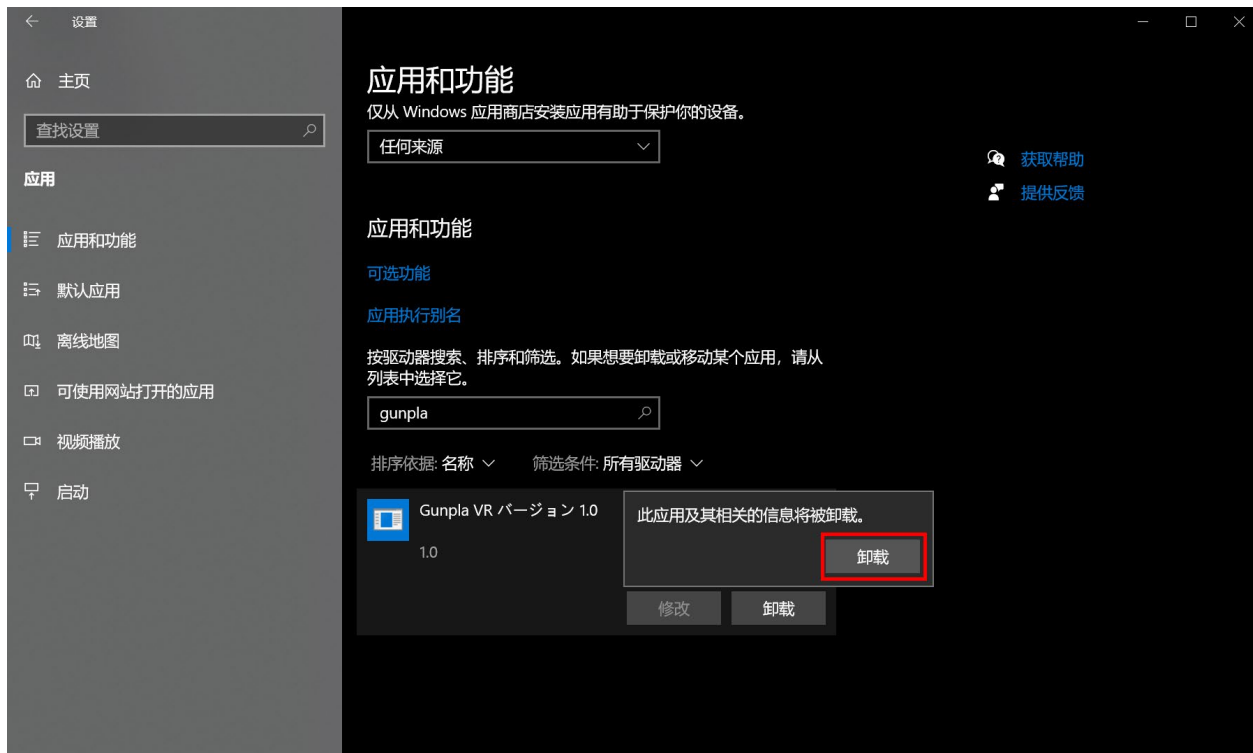 设置
主页
查找设置
应用
应用和功能
默认应用
离线地图
可使用网站打开的应用
视频播放
启动
应用和功能
仅从 Windows 应用商店安装应用有助于保护你的设备。
任何来源
获取帮助
提供反馈
应用和功能
可选功能
应用执行别名
按驱动器搜索、排序和筛选。如果想要卸载或移动某个应用，请从
列表中选择它。
gunpla
排序依据: 名称 筛选条件: 所有驱动器
Gunpla VR バージョン 1.0
1.0
此应用及其相关的信息将被卸载。
卸载
修改 卸载